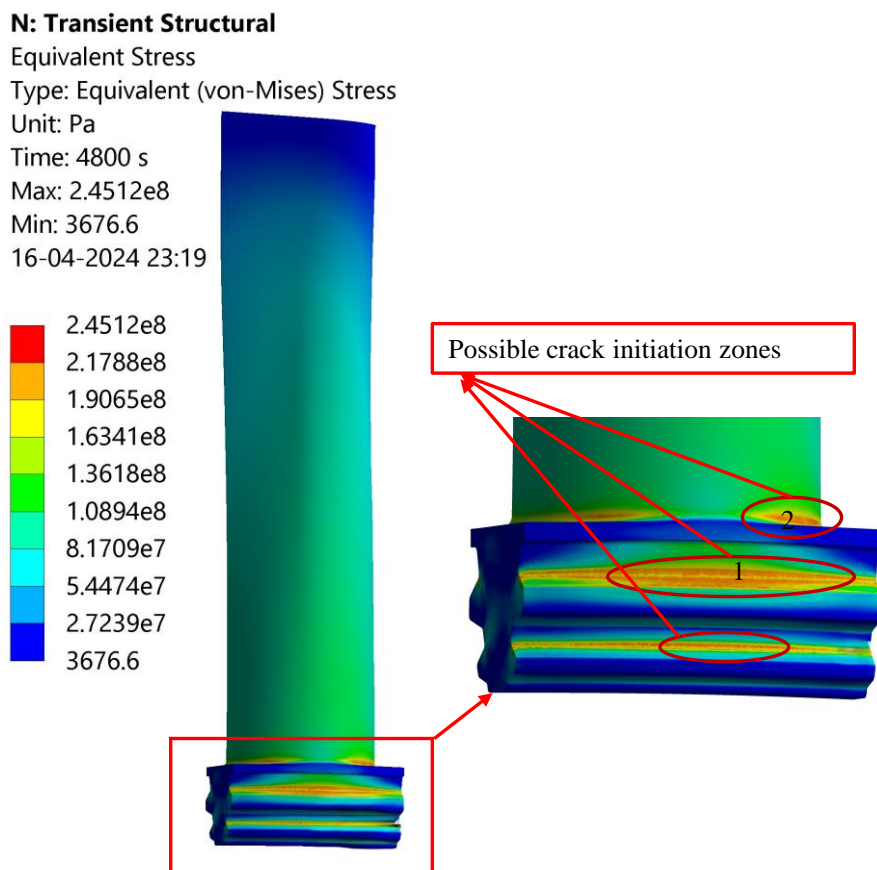 N: Transient Structural
Equivalent Stress
Type: Equivalent (von-Mises) Stress
Unit: Pa
Time: 4800 s
Max: 2.4512e8
Min: 3676.6
16-04-2024 23:19
2.4512e8
2.1788e8
1.9065e8
1.6341e8
1.3618e8
1.0894e8
8.1709e7
5.4474e7
2.7239e7
3676.6
Possible crack initiation zones
2
1